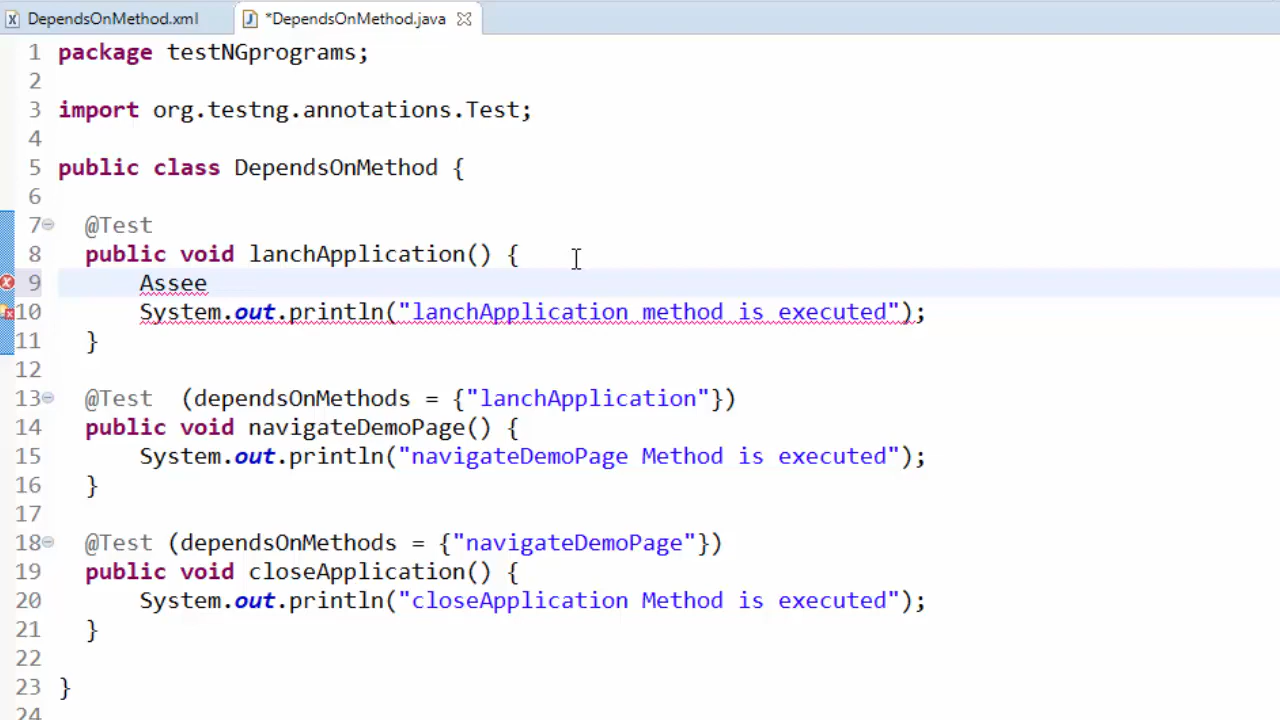 DependsOnMethod.xml *DependsOnMethod.java
1 package testNGprograms;
2
3 import org.testng.annotations.Test;
4
5 public class DependsOnMethod {
6
7 @Test
8 public void lanchApplication() {
9 Assee
10 System.out.println("lanchApplication method is executed");
11 }
12
13 @Test (dependsOnMethods = {"lanchApplication"})
14 public void navigateDemoPage() {
15 System.out.println("navigateDemoPage Method is executed");
16 }
17
18 @Test (dependsOnMethods = {"navigateDemoPage"})
19 public void closeApplication() {
20 System.out.println("closeApplication Method is executed");
21 }
22
23 }
24